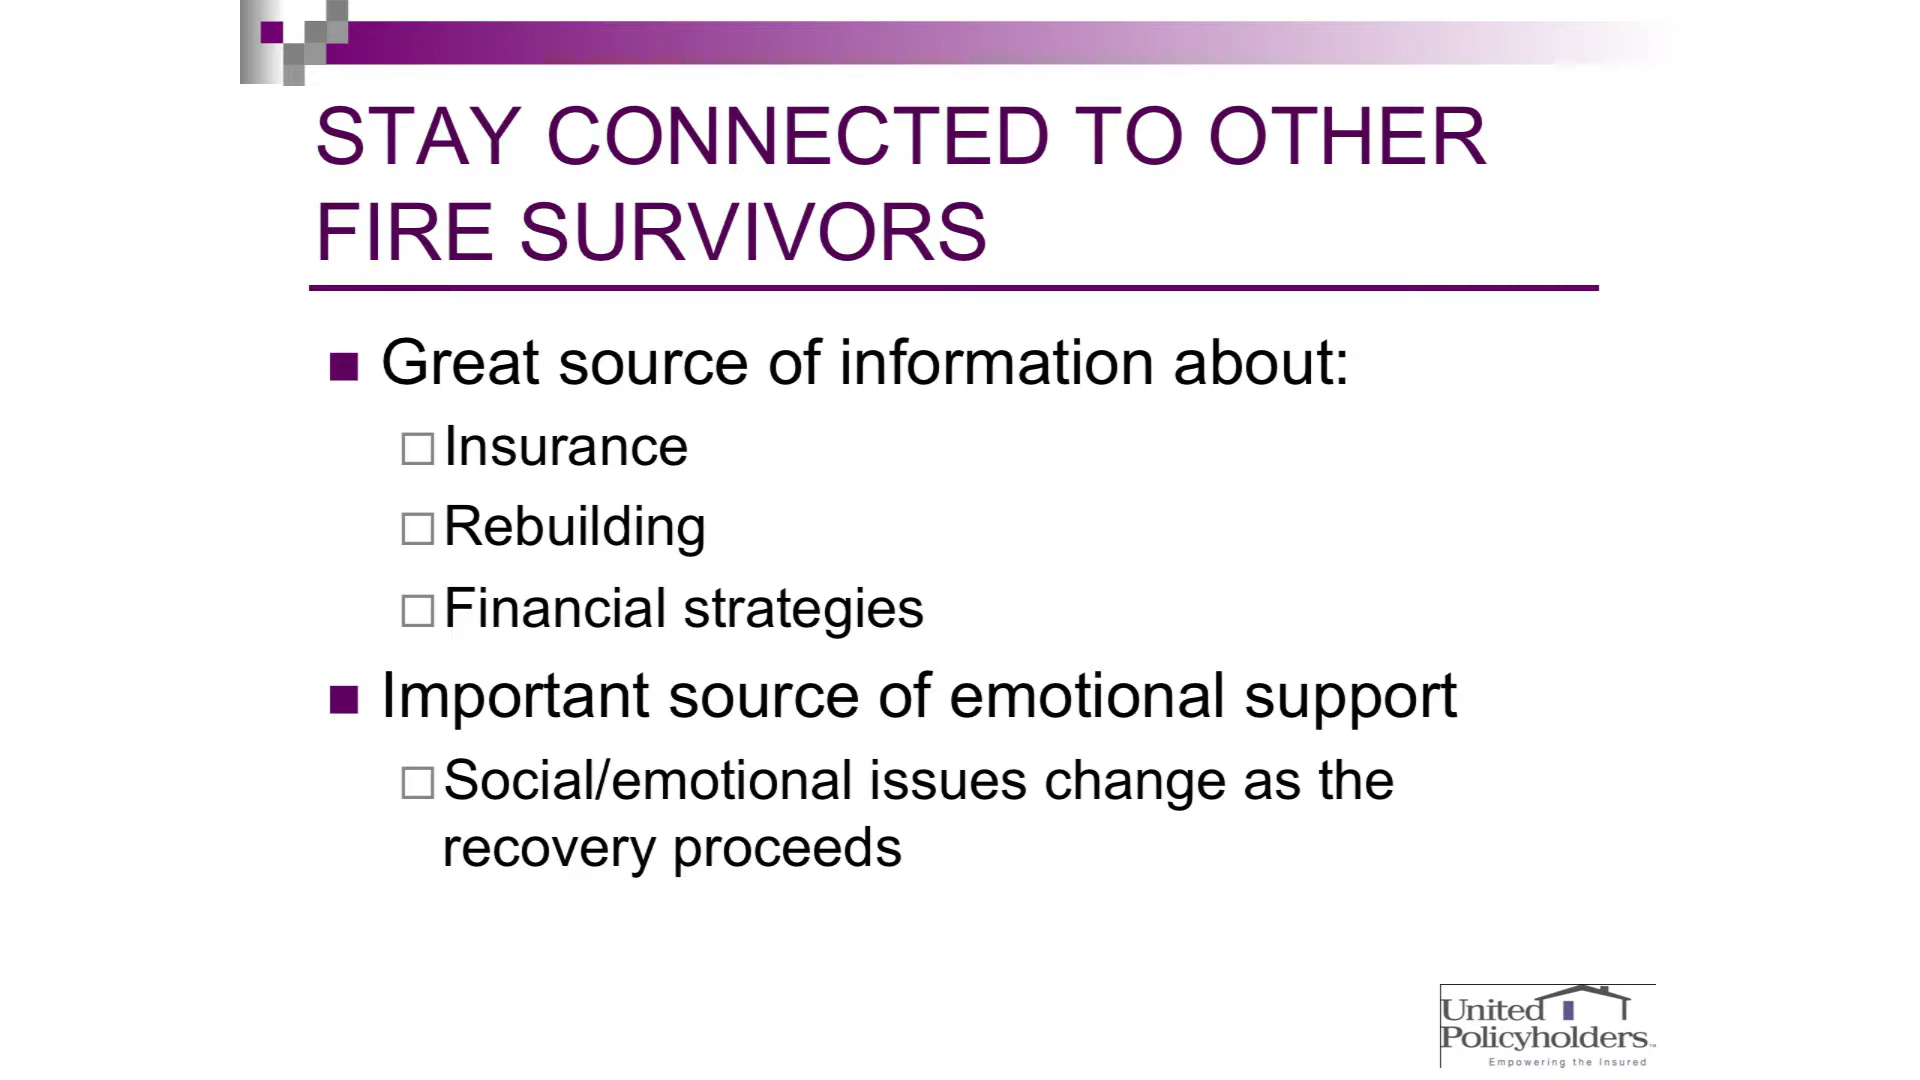 STAY CONNECTED TO OTHER
FIRE SURVIVORS
Great source of information about:
Insurance
Rebuilding
Financial strategies
Important source of emotional support
Social/emotional issues change as the
recovery proceeds
United
Policyholders™
Empowering the Insured